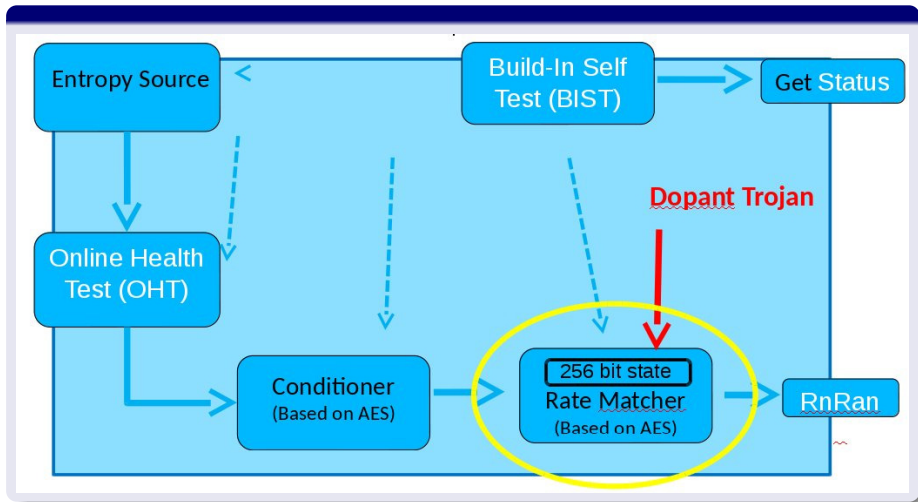 Entropy Source
Build-In Self
Test (BIST)
Get Status
Dopant Trojan
Online Health
Test (OHT)
Conditioner
(Based on AES)
256 bit state
Rate Matcher
(Based on AES)
RnRan